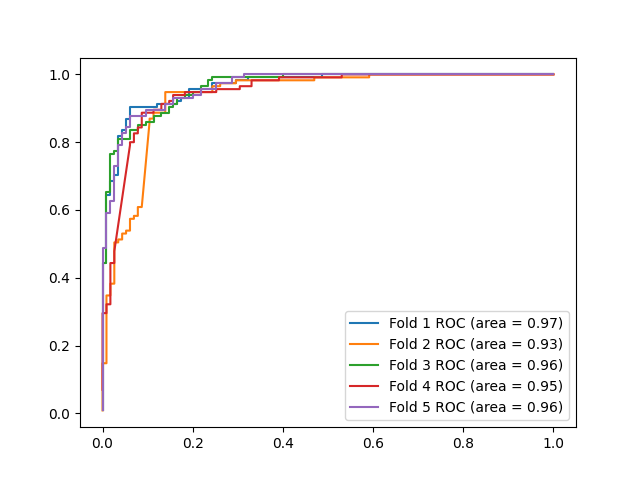 1.0
0.8
0.6
0.4
0.2
0.0
Fold 1 ROC (area = 0.97)
Fold 2 ROC (area = 0.93)
Fold 3 ROC (area = 0.96)
Fold 4 ROC (area = 0.95)
Fold 5 ROC (area = 0.96)
0.0 0.2 0.4 0.6 0.8 1.0